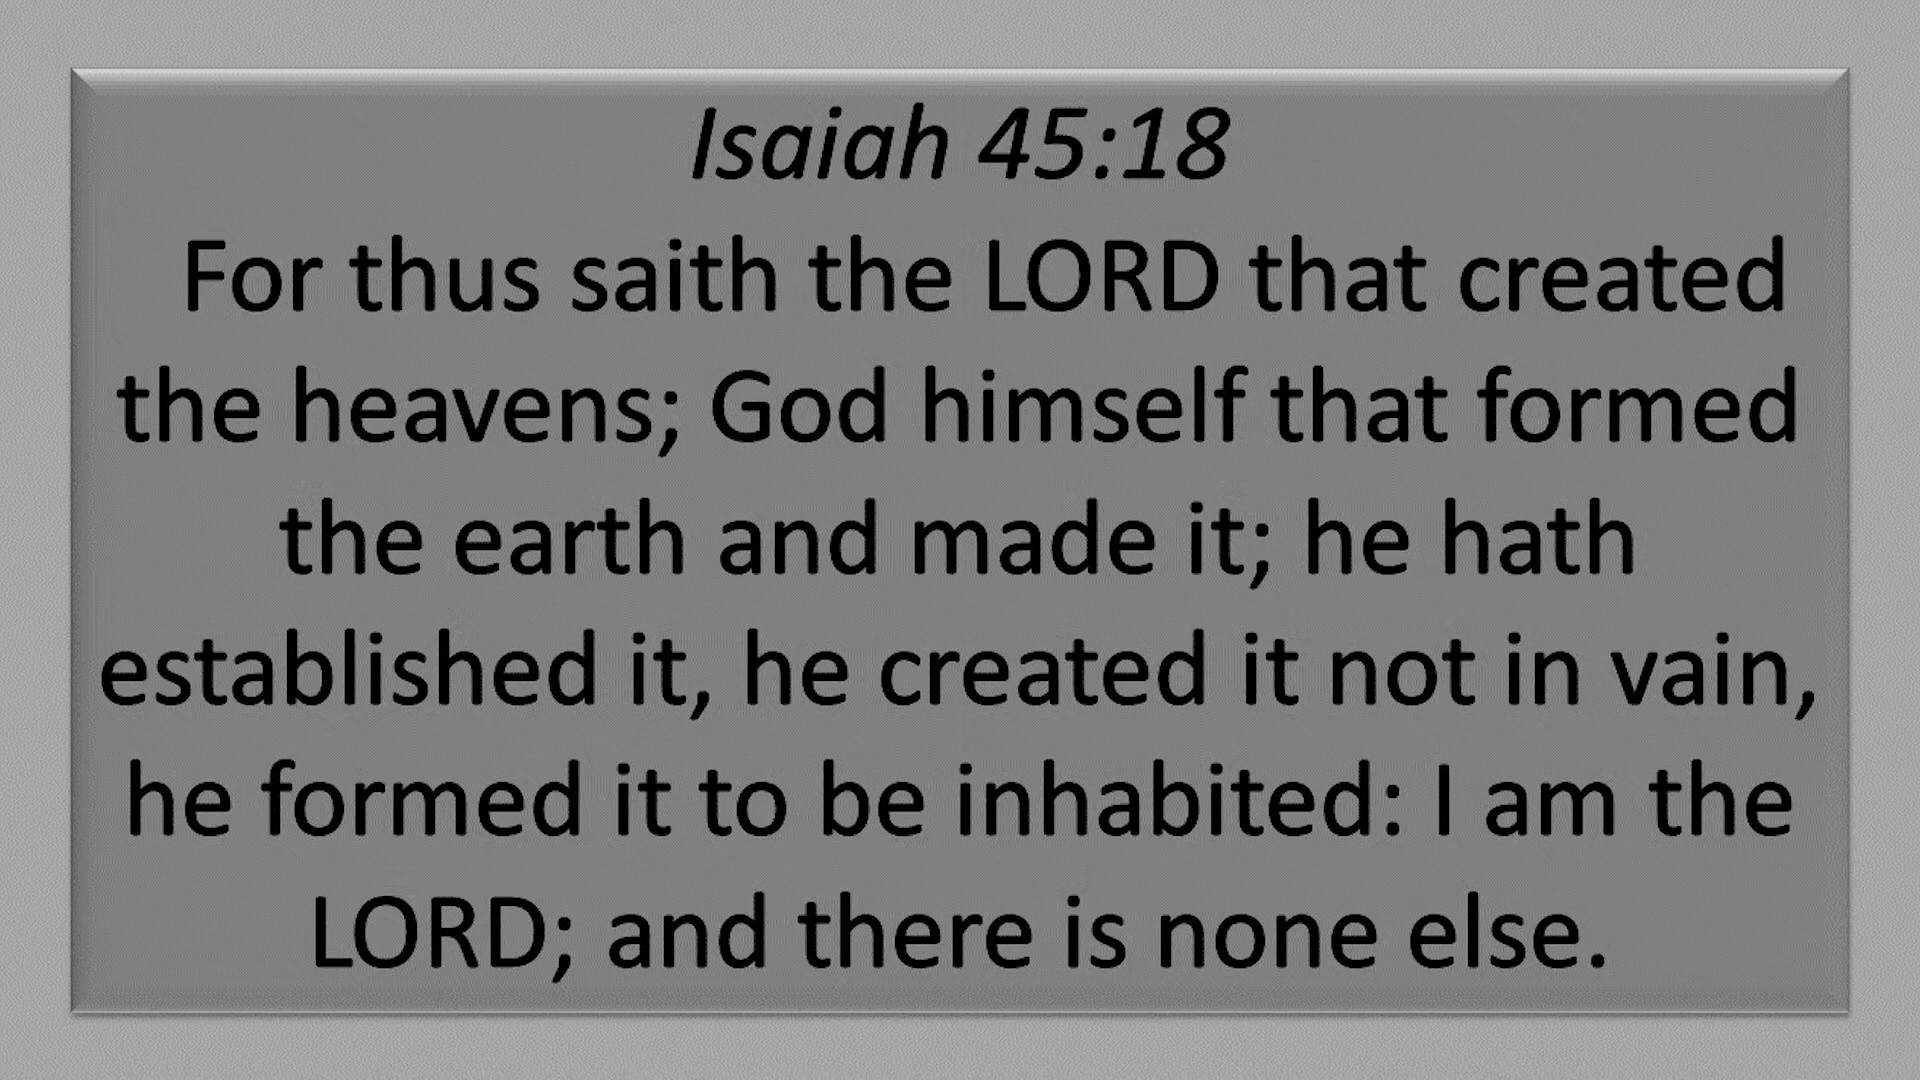 Isaiah 45:18
For thus saith the LORD that created
the heavens; God himself that formed
the earth and made it; he hath
established it, he created it not in vain,
he formed it to be inhabited: I am the
LORD; and there is none else.